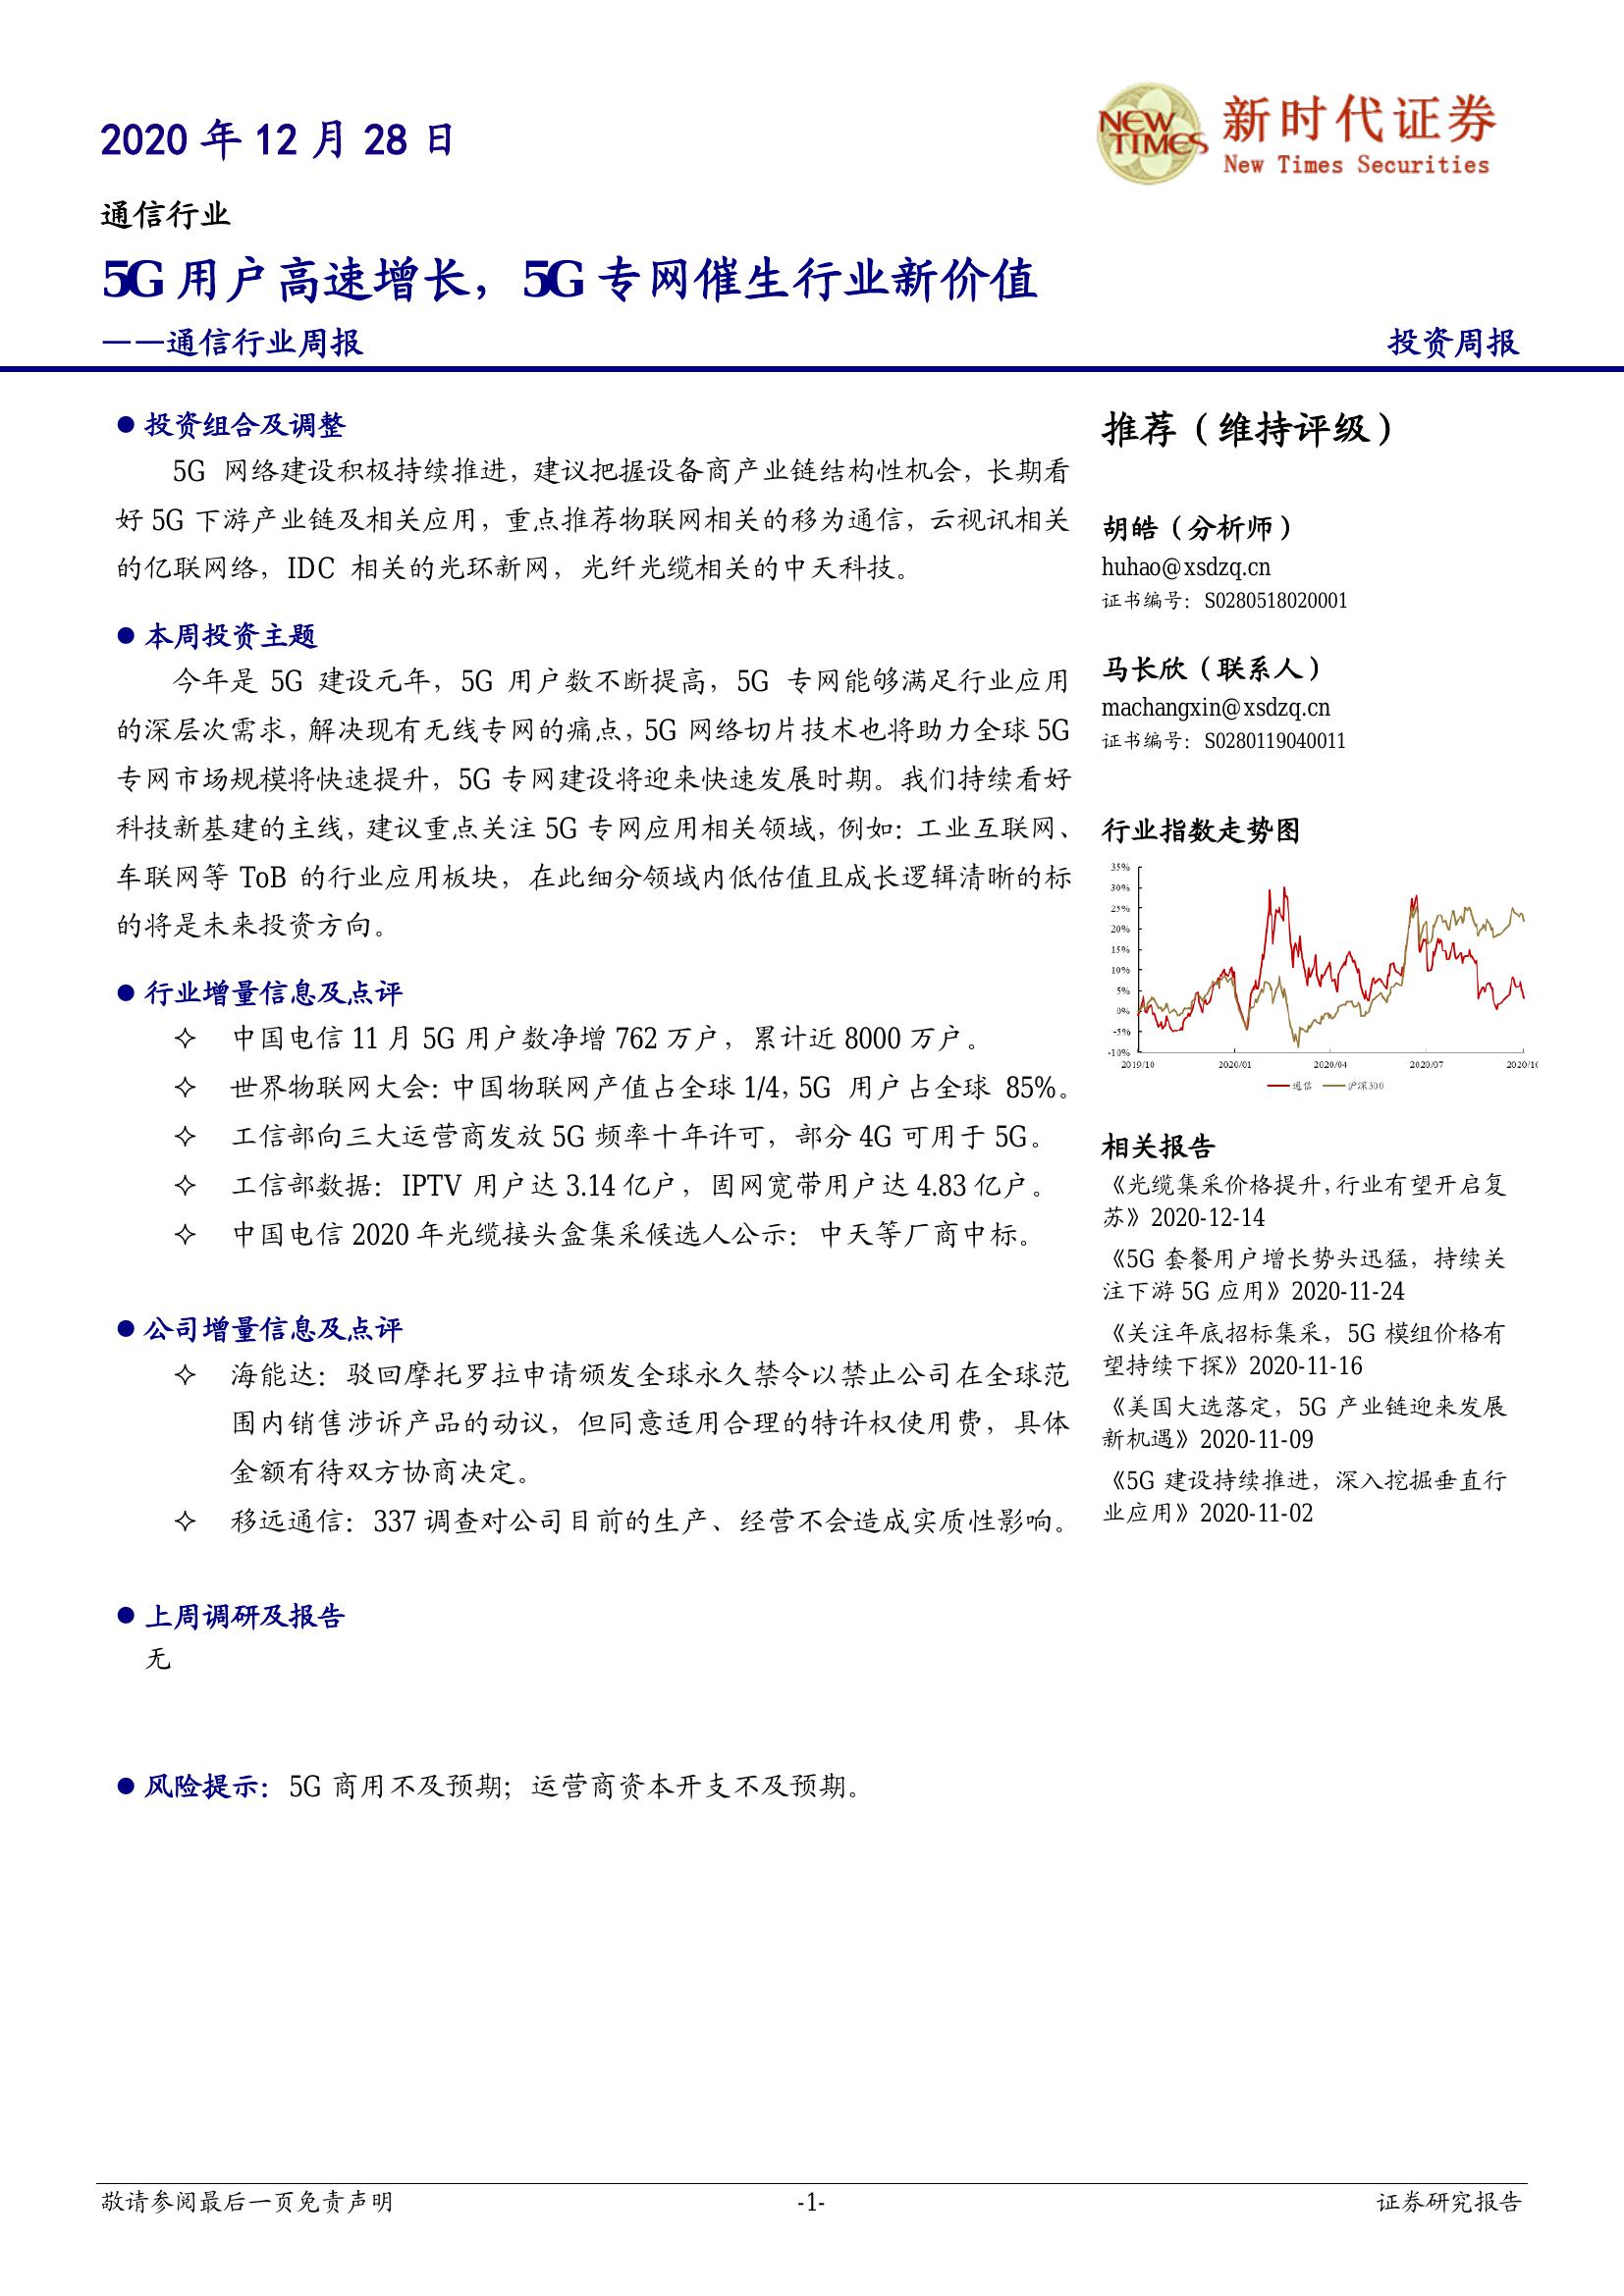 2020 年 12 月 28 日
NEW TIMES
新时代证券
New Times Securities
通信行业
5G 用户高速增长，5G 专网催生行业新价值
——通信行业周报
投资周报
● 投资组合及调整
5G 网络建设积极持续推进，建议把握设备商产业链结构性机会，长期看
好 5G 下游产业链及相关应用，重点推荐物联网相关的移为通信，云视讯相关
的亿联网络，IDC 相关的光环新网，光纤光缆相关的中天科技。
● 本周投资主题
今年是 5G 建设元年，5G 用户数不断提高，5G 专网能够满足行业应用
的深层次需求，解决现有无线专网的痛点，5G 网络切片技术也将助力全球 5G
专网市场规模将快速提升，5G 专网建设将迎来快速发展时期。我们持续看好
科技新基建的主线，建议重点关注 5G 专网应用相关领域，例如：工业互联网、
车联网等 ToB 的行业应用板块，在此细分领域内低估值且成长逻辑清晰的标
的将是未来投资方向。
● 行业增量信息及点评
✧ 中国电信 11 月 5G 用户数净增 762 万户，累计近 8000 万户。
✧ 世界物联网大会：中国物联网产值占全球 1/4，5G 用户占全球 85%。
✧ 工信部向三大运营商发放 5G 频率十年许可，部分 4G 可用于 5G。
✧ 工信部数据：IPTV 用户达 3.14 亿户，固网宽带用户达 4.83 亿户。
✧ 中国电信 2020 年光缆接头盒集采候选人公示：中天等厂商中标。
● 公司增量信息及点评
✧ 海能达：驳回摩托罗拉申请颁发全球永久禁令以禁止公司在全球范
围内销售涉诉产品的动议，但同意适用合理的特许权使用费，具体
金额有待双方协商决定。
✧ 移远通信：337 调查对公司目前的生产、经营不会造成实质性影响。
● 上周调研及报告
无
● 风险提示：5G 商用不及预期；运营商资本开支不及预期。
推荐（维持评级）
胡皓（分析师）
huhao@xsdzq.cn
证书编号：S0280518020001
马长欣（联系人）
machangxin@xsdzq.cn
证书编号：S0280119040011
行业指数走势图
35%
30%
25%
20%
15%
10%
5%
0%
-5%
-10%
2019/10 2020/01 2020/04 2020/07 2020/10
通信 沪深300
相关报告
《光缆集采价格提升，行业有望开启复
苏》2020-12-14
《5G 套餐用户增长势头迅猛，持续关
注下游 5G 应用》2020-11-24
《关注年底招标集采，5G 模组价格有
望持续下探》2020-11-16
《美国大选落定，5G 产业链迎来发展
新机遇》2020-11-09
《5G 建设持续推进，深入挖掘垂直行
业应用》2020-11-02
敬请参阅最后一页免责声明
-1-
证券研究报告